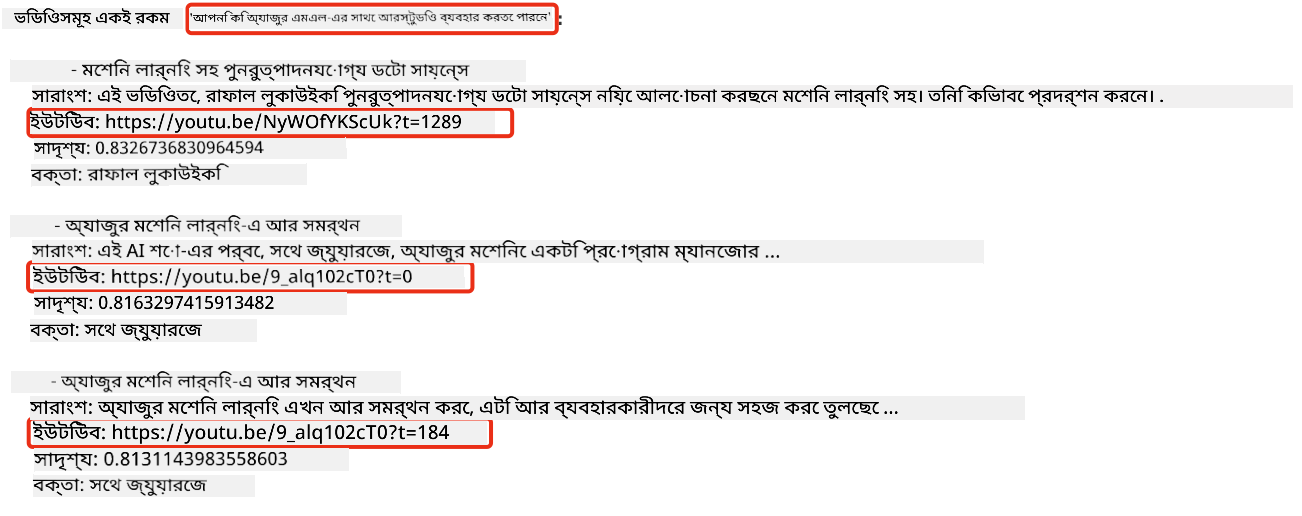 ভিডিওসমূহ একই রকম 'আপনি কি অ্যাজুর এমএল-এর সাথে আরস্টুডিও ব্যবহার করতে পারেন' :
- মেশিন লার্নিং সহ পুনরুত্পাদনযোগ্য ডেটা সায়েন্স
সারাংশ: এই ভিডিওতে, রাফাল লুকাউইকি পুনরুত্পাদনযোগ্য ডেটা সায়েন্স নিয়ে আলোচনা করেছেন মেশিন লার্নিং সহ। তিনি কিভাবে প্রদর্শন করেন। .
ইউটিউব: https://youtu.be/NyWOfYKScUk?t=1289
সাদৃশ্য: 0.8326736830964594
বক্তা: রাফাল লুকাউইকি
- অ্যাজুর মেশিন লার্নিং-এ আর সমর্থন
সারাংশ: এই AI শো-এর পর্বে, সেথ জ্যুয়ারেজ, অ্যাজুর মেশিনে একটি প্রোগ্রাম ম্যানেজার ...
ইউটিউব: https://youtu.be/9_alq102cT0?t=0
সাদৃশ্য: 0.8163297415913482
বক্তা: সেথ জ্যুয়ারেজ
- অ্যাজুর মেশিন লার্নিং-এ আর সমর্থন
সারাংশ: অ্যাজুর মেশিন লার্নিং এখন আর সমর্থন করে, এটি আর ব্যবহারকারীদের জন্য সহজ করে তুলেছে ...
ইউটিউব: https://youtu.be/9_alq102cT0?t=184
সাদৃশ্য: 0.8131143983558603
বক্তা: সেথ জ্যুয়ারেজ